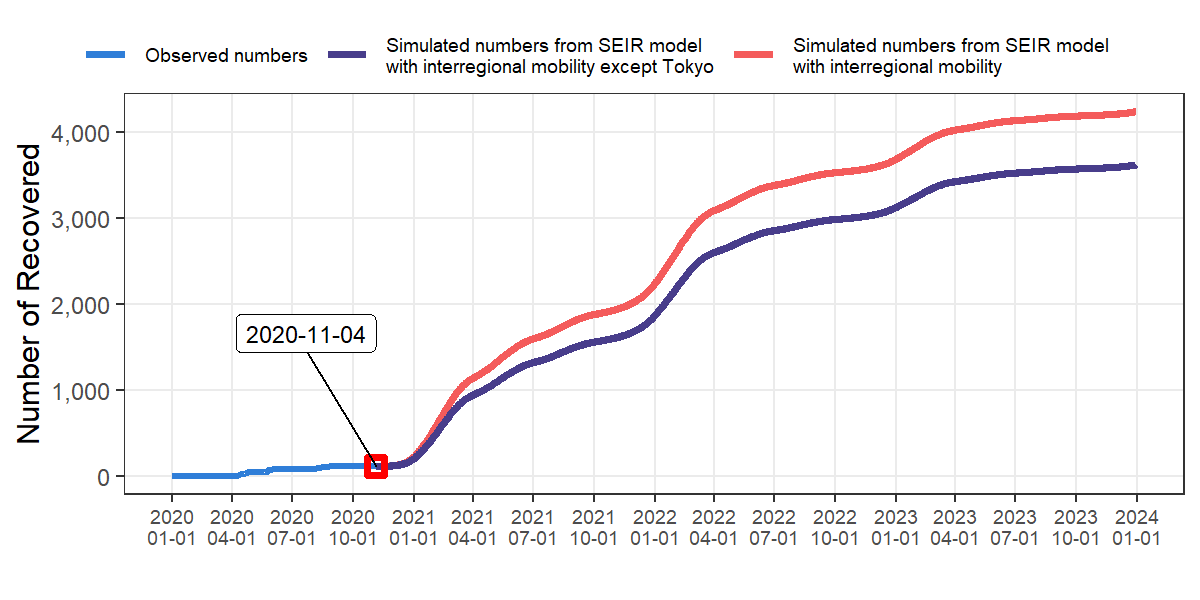 Observed numbers
Simulated numbers from SEIR model
with interregional mobility except Tokyo
Simulated numbers from SEIR model
with interregional mobility
Number of Recovered
4,000
3,000
2,000
1,000
0
2020-11-04
2020 2020 2020 2020 2021 2021 2021 2021 2022 2022 2022 2022 2023 2023 2023 2023 2024
01-01 04-01 07-01 10-01 01-01 04-01 07-01 10-01 01-01 04-01 07-01 10-01 01-01 04-01 07-01 10-01 01-01